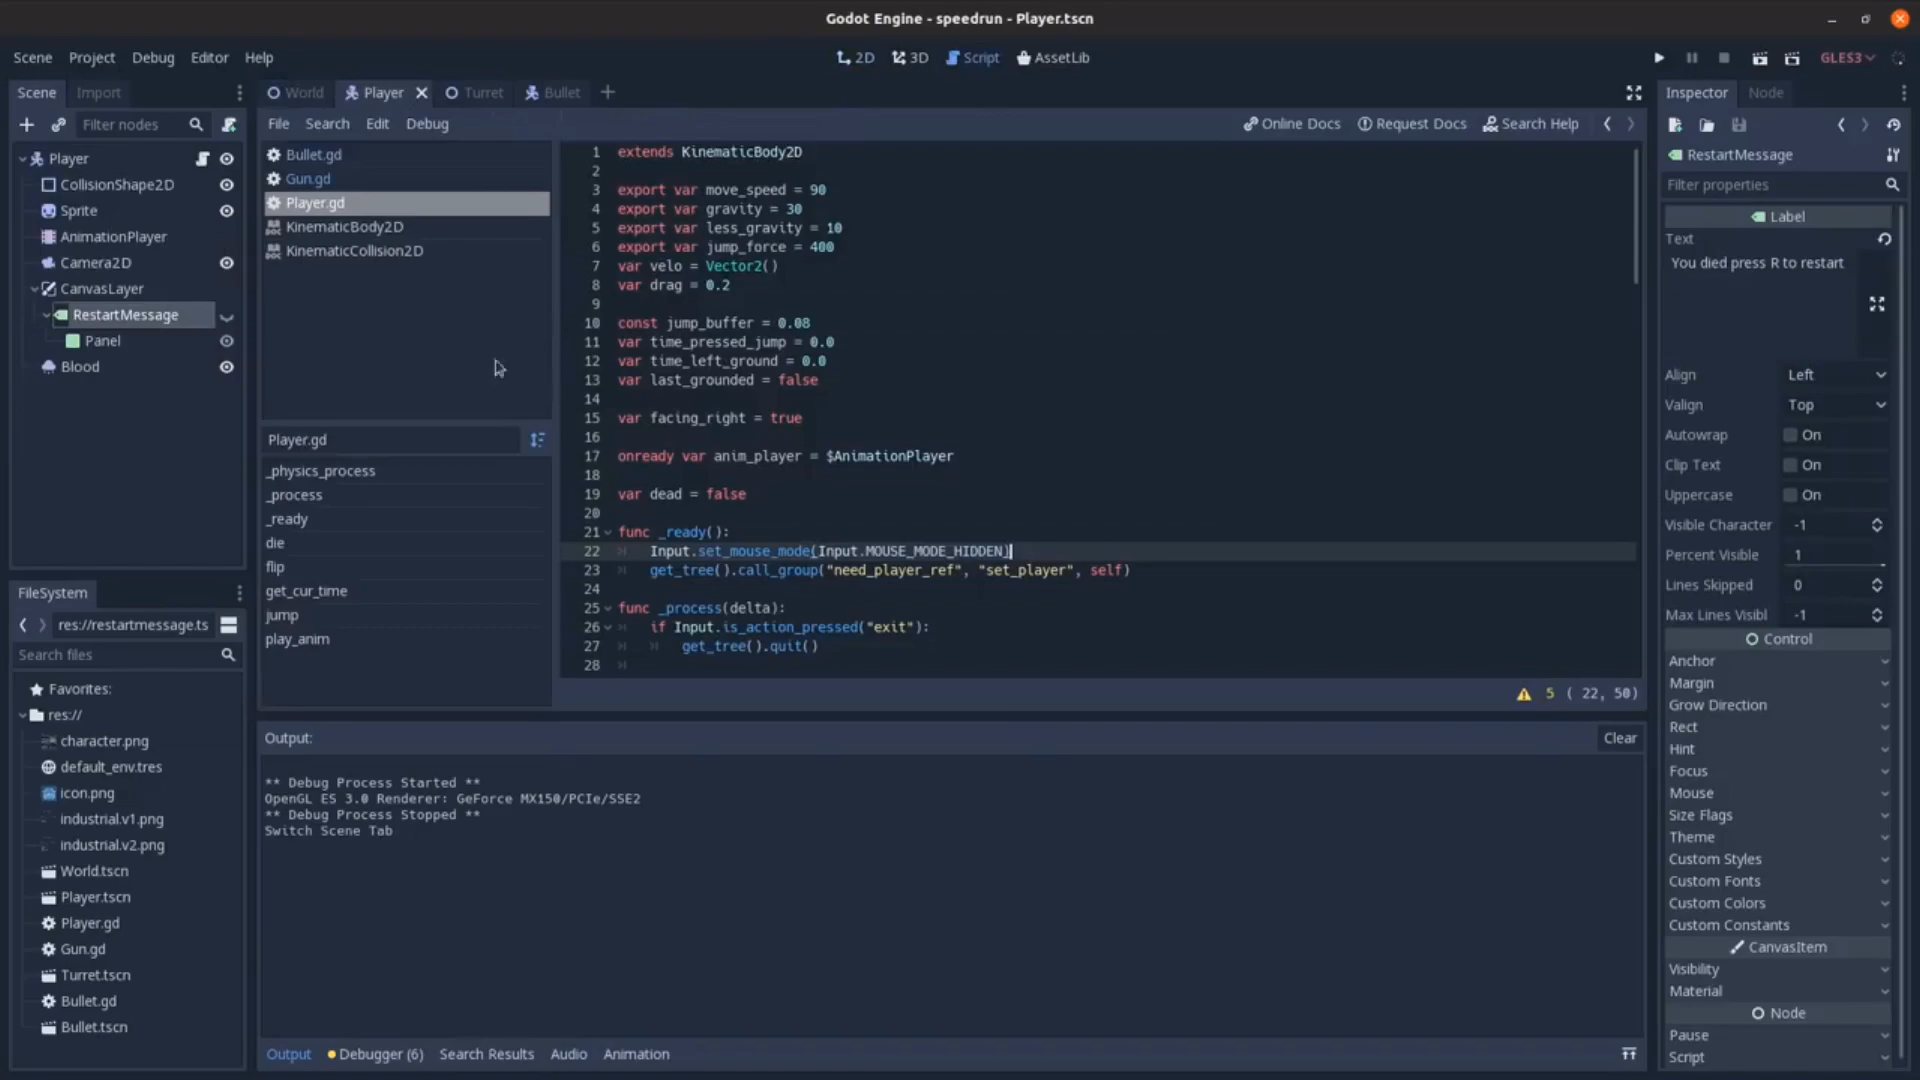 Godot Engine - speedrun - Player.tscn
Scene Project Debug Editor Help
2D 3D Script AssetLib
GLES3
Scene Import
Filter nodes
Player
CollisionShape2D
Sprite
AnimationPlayer
Camera2D
CanvasLayer
RestartMessage
Panel
Blood
FileSystem
res://restartmessage.ts
Search files
Favorites:
res://
character.png
default_env.tres
icon.png
industrial.v1.png
industrial.v2.png
World.tscn
Player.tscn
Player.gd
Gun.gd
Turret.tscn
Bullet.gd
Bullet.tscn
World Player Turret Bullet
File Search Edit Debug
Online Docs Request Docs Search Help
Bullet.gd
Gun.gd
Player.gd
KinematicBody2D
KinematicCollision2D
Player.gd
_physics_process
_process
_ready
die
flip
get_cur_time
jump
play_anim
1 extends KinematicBody2D
2
3 export var move_speed = 90
4 export var gravity = 30
5 export var less_gravity = 10
6 export var jump_force = 400
7 var velo = Vector2()
8 var drag = 0.2
9
10 const jump_buffer = 0.08
11 var time_pressed_jump = 0.0
12 var time_left_ground = 0.0
13 var last_grounded = false
14
15 var facing_right = true
16
17 onready var anim_player = $AnimationPlayer
18
19 var dead = false
20
21 func _ready():
22 Input.set_mouse_mode(Input.MOUSE_MODE_HIDDEN)
23 get_tree().call_group("need_player_ref", "set_player", self)
24
25 func _process(delta):
26 if Input.is_action_pressed("exit"):
27 get_tree().quit()
28
5 ( 22, 50)
Output:
Clear
** Debug Process Started **
OpenGL ES 3.0 Renderer: GeForce MX150/PCIe/SSE2
** Debug Process Stopped **
Switch Scene Tab
Output Debugger (6) Search Results Audio Animation
Inspector Node
RestartMessage
Filter properties
Label
Text
You died press R to restart
Align Left
Valign Top
Autowrap On
Clip Text On
Uppercase On
Visible Character -1
Percent Visible 1
Lines Skipped 0
Max Lines Visibl -1
Control
Anchor
Margin
Grow Direction
Rect
Hint
Focus
Mouse
Size Flags
Theme
Custom Styles
Custom Fonts
Custom Colors
Custom Constants
CanvasItem
Visibility
Material
Node
Pause
Script